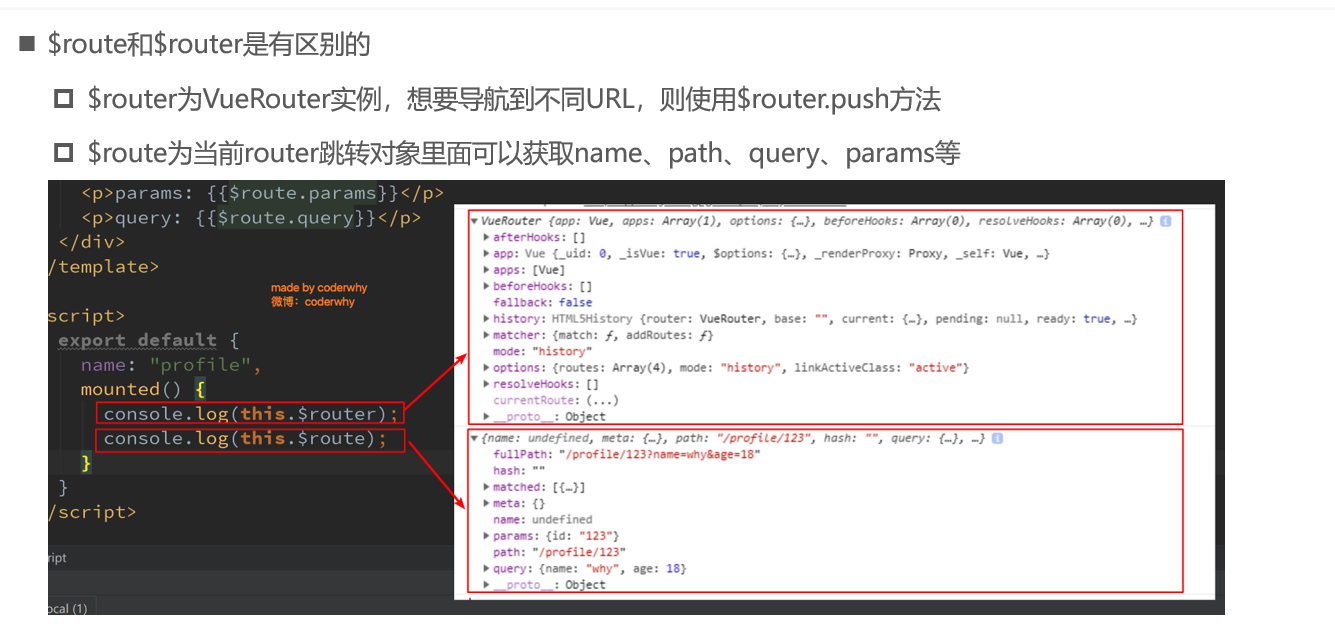 $route和$router是有区别的
$router为VueRouter实例，想要导航到不同URL，则使用$router.push方法
$route为当前router跳转对象里面可以获取name、path、query、params等
<p>params: {{$route.params}}</p>
<p>query: {{$route.query}}</p>
</div>
/template>
made by coderwhy
微博：coderwhy
script>
export default {
name: "profile",
mounted() {
console.log(this.$router);
console.log(this.$route);
}
}
/script>
ript
ocal (1)
VueRouter {app: Vue, apps: Array(1), options: {…}, beforeHooks: Array(0), resolveHooks: Array(0), …}
afterHooks: []
app: Vue {_uid: 0, _isVue: true, $options: {…}, _renderProxy: Proxy, _self: Vue, …}
apps: [Vue]
beforeHooks: []
fallback: false
history: HTML5History {router: VueRouter, base: "", current: {…}, pending: null, ready: true, …}
matcher: {match: ƒ, addRoutes: ƒ}
mode: "history"
options: {routes: Array(4), mode: "history", linkActiveClass: "active"}
resolveHooks: []
currentRoute: (...)
__proto__: Object
{name: undefined, meta: {…}, path: "/profile/123", hash: "", query: {…}, …}
fullPath: "/profile/123?name=why&age=18"
hash: ""
matched: [{…}]
meta: {}
name: undefined
params: {id: "123"}
path: "/profile/123"
query: {name: "why", age: 18}
__proto__: Object